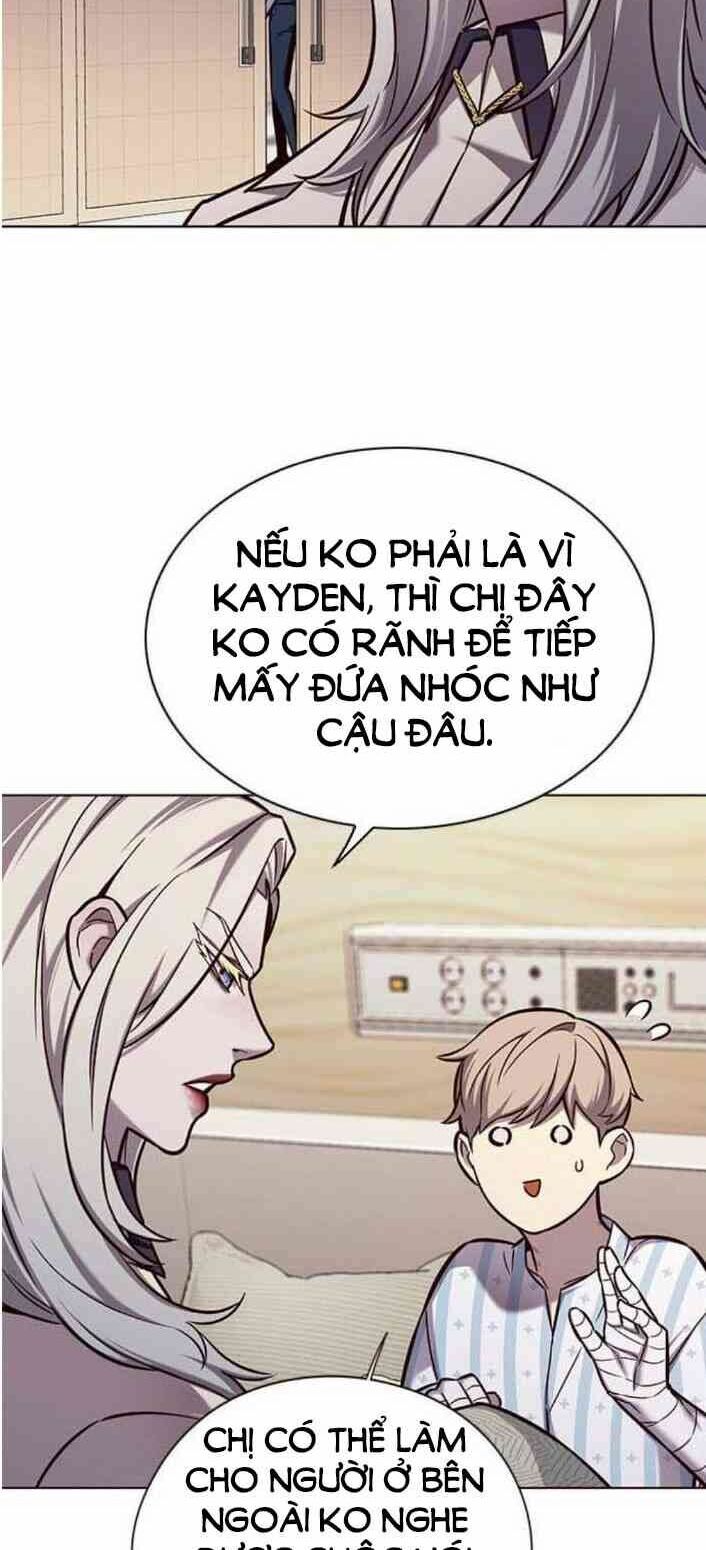 NẾU KO PHẢI LÀ VÌ
KAYDEN, THÌ CHỊ ĐÂY
KO CÓ RÃNH ĐỂ TIẾP
MẤY ĐỨA NHÓC NHƯ
CẬU ĐÂU.
CHỊ CÓ THỂ LÀM
CHO NGƯỜI Ở BÊN
NGOÀI KO NGHE